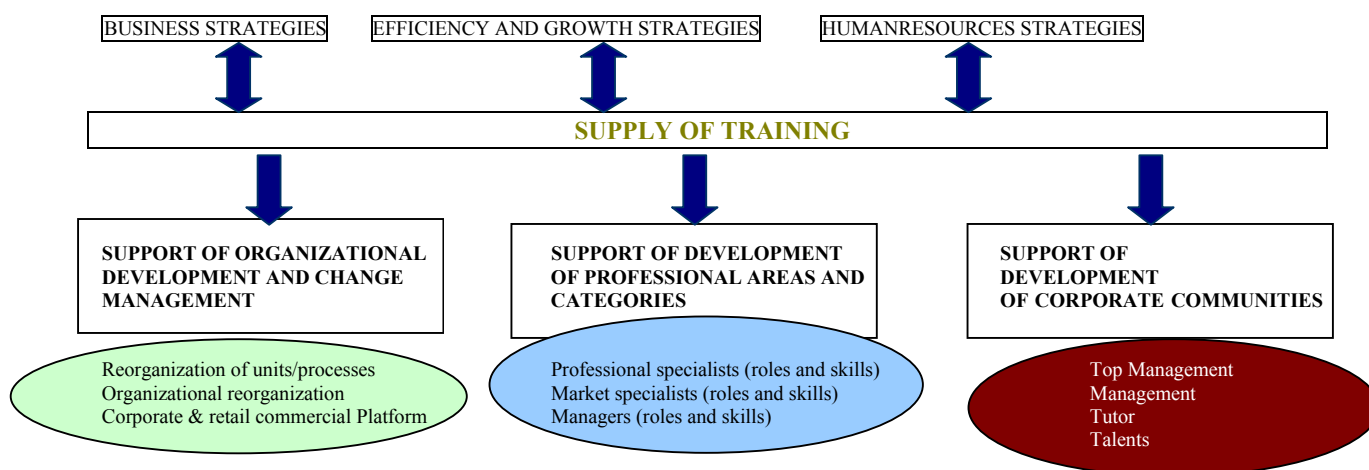 BUSINESS STRATEGIES
EFFICIENCY AND GROWTH STRATEGIES
HUMANRESOURCES STRATEGIES
SUPPLY OF TRAINING
SUPPORT OF ORGANIZATIONAL
DEVELOPMENT AND CHANGE
MANAGEMENT
Reorganization of units/processes
Organizational reorganization
Corporate & retail commercial Platform
SUPPORT OF DEVELOPMENT
OF PROFESSIONAL AREAS AND
CATEGORIES
Professional specialists (roles and skills)
Market specialists (roles and skills)
Managers (roles and skills)
SUPPORT OF
DEVELOPMENT
OF CORPORATE COMMUNITIES
Top Management
Management
Tutor
Talents